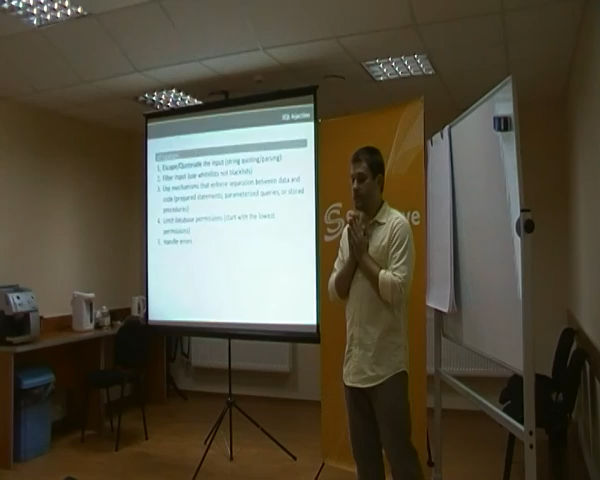 SQL Injection
1. Escape/Quotesafe the input (string quoting/parsing)
2. Filter input (use whitelists not blacklists)
3. Use mechanisms that enforce separation between data and
code (prepared statements, parameterized queries, or stored
procedures)
4. Limit database permissions (start with the lowest
permissions)
5. Handle errors